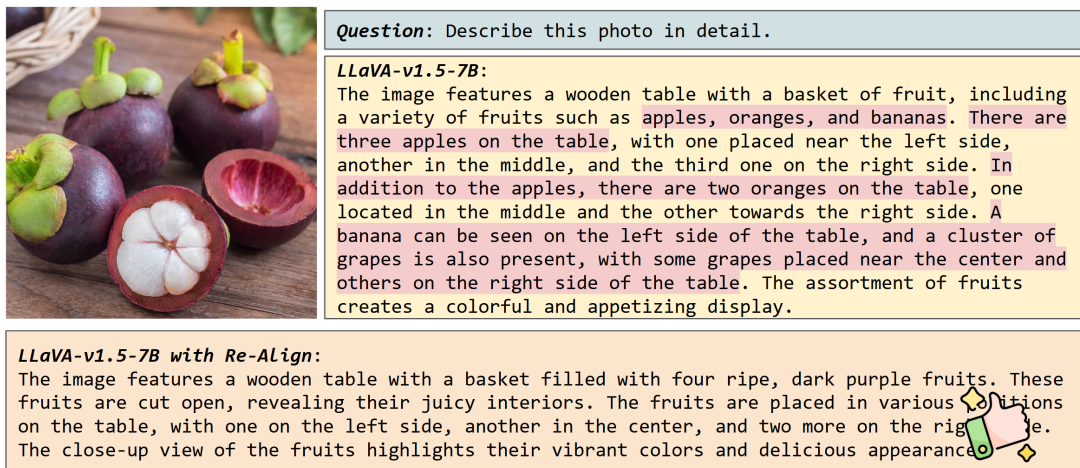 Question: Describe this photo in detail.
LLaVA-v1.5-7B:
The image features a wooden table with a basket of fruit, including
a variety of fruits such as apples, oranges, and bananas. There are
three apples on the table, with one placed near the left side,
another in the middle, and the third one on the right side. In
addition to the apples, there are two oranges on the table, one
located in the middle and the other towards the right side. A
banana can be seen on the left side of the table, and a cluster of
grapes is also present, with some grapes placed near the center and
others on the right side of the table. The assortment of fruits
creates a colorful and appetizing display.
LLaVA-v1.5-7B with Re-Align:
The image features a wooden table with a basket filled with four ripe, dark purple fruits. These
fruits are cut open, revealing their juicy interiors. The fruits are placed in various
on the table, with one on the left side, another in the center, and two more on the
The close-up view of the fruits highlights their vibrant colors and delicious